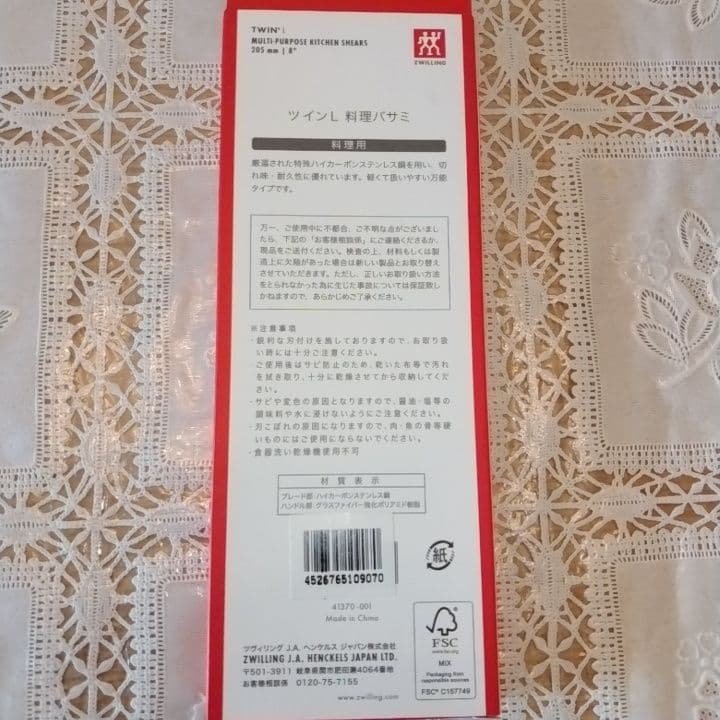 TWIN® L
MULTI-PURPOSE KITCHEN SHEARS
205 mm | 8"
ZWILLING
ツインL 料理バサミ
料理用
厳選された特殊ハイカーボンステンレス鋼を用い、切
れ味・耐久性に優れています。軽くて扱いやすい万能
タイプです。
万一、ご使用中に不都合、ご不明な点がございまし
たら、下記の「お客様相談係」にご連絡くださるか、
現品をご送付ください。検査の上、材料もしくは製
造上に欠陥があった場合は新しい製品とお取り替え
させていただきます。ただし、正しいお取り扱い方法
をとられなかった為に生じた事故については保証致し
かねますので、あらかじめご了承ください。
※注意事項
・鋭利な刃付けを施しておりますので、お取り扱
い時には十分ご注意ください。
・ご使用後はサビ防止のため、乾いた布等で汚れ
を拭き取り、十分に乾燥させてから収納してくだ
さい。
・サビや変色の原因となりますので、醤油・塩等の
調味料や水に浸けないようにご注意ください。
・刃こぼれの原因になりますので、肉・魚の骨等硬
いものにはご使用にならないでください。
・食器洗い乾燥機使用不可
材質表示
ブレード部:ハイカーボンステンレス鋼
ハンドル部:グラスファイバー強化ポリアミド樹脂
4526765109070
紙
41370-001
Made in China
ツヴィリング J.A. ヘンケルス ジャパン株式会社
ZWILLING J.A. HENCKELS JAPAN LTD.
〒501-3911 岐阜県関市肥田瀬4064番地
お客様相談係 0120-75-7155
www.zwilling.com
FSC
www.fsc.org
MIX
Packaging from
responsible sources
FSC® C157749